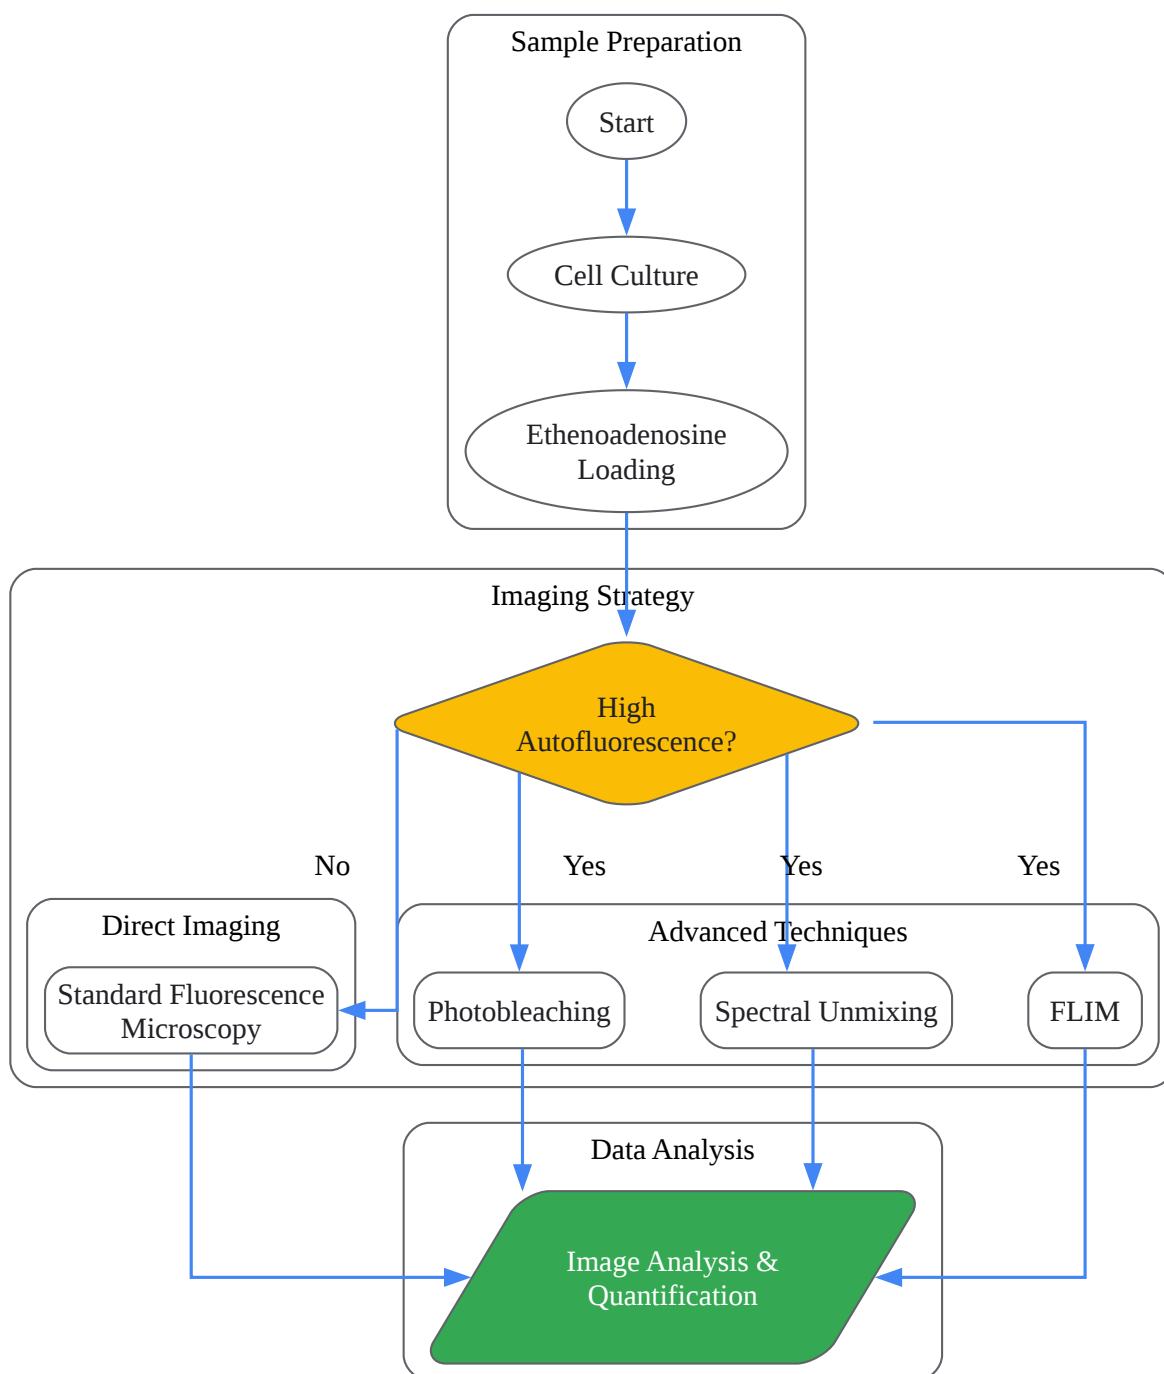 Sample Preparation
Start
Cell Culture
Ethenoadenosine
Loading
Imaging Strategy
High
Autofluorescence?
No
Yes
Yes
Yes
Direct Imaging
Advanced Techniques
Standard Fluorescence
Microscopy
Photobleaching
Spectral Unmixing
FLIM
Data Analysis
Image Analysis &
Quantification